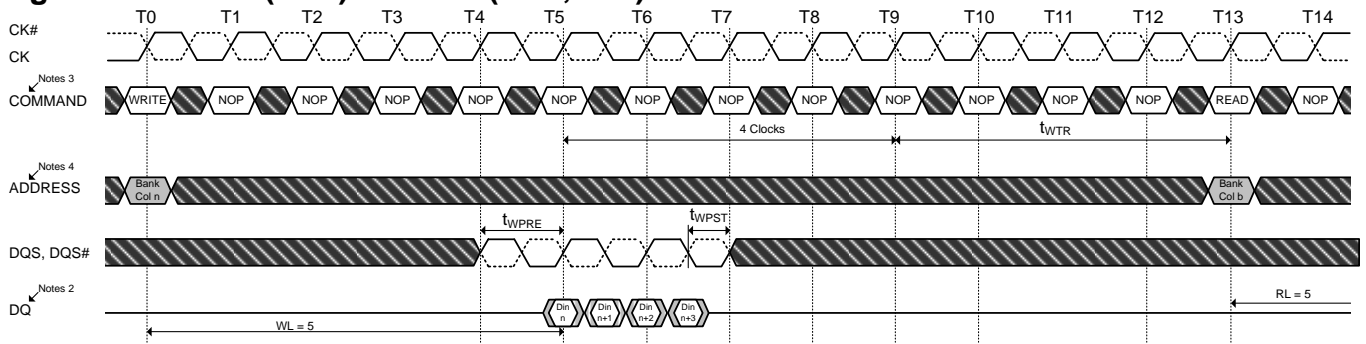 T0 T1 T2 T3 T4 T5 T6 T7 T8 T9 T10 T11 T12 T13 T14
CK#
CK
Notes 3
COMMAND WRITE NOP NOP NOP NOP NOP NOP NOP NOP NOP NOP NOP NOP READ NOP
4 Clocks tWTR
Notes 4
ADDRESS
Bank
Col n
Bank
Col b
tWPRE tWPST
DQS, DQS#
Notes 2
DQ
Din
n
Din
n+1
Din
n+2
Din
n+3
RL = 5
WL = 5